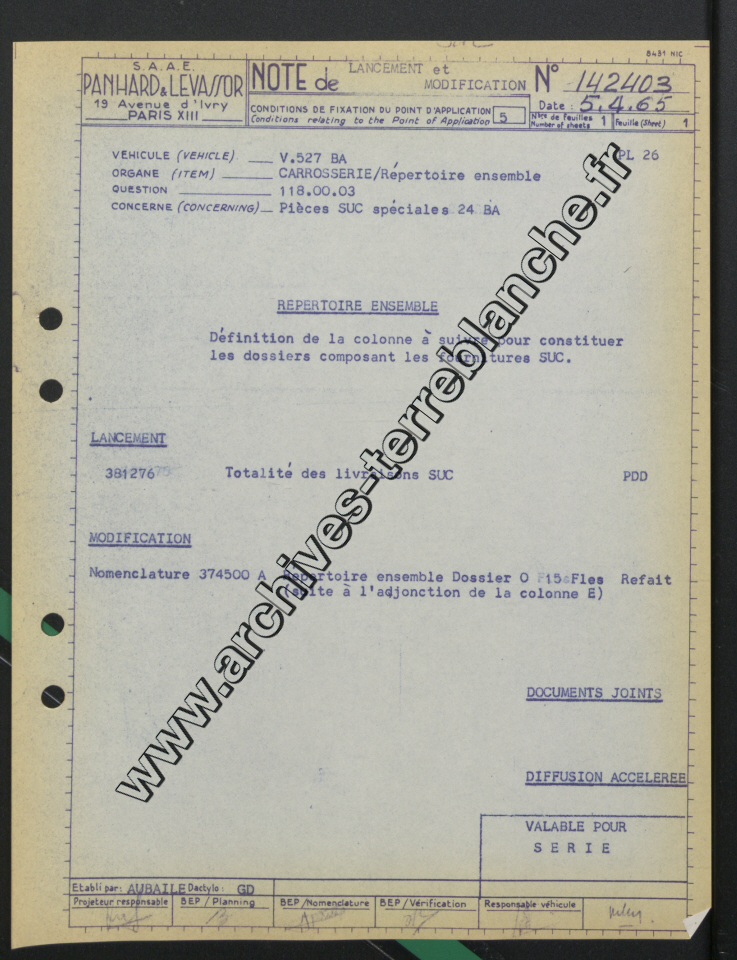 8451 NIC
S.A.A.E.
PANHARD & LEVASSOR
19 Avenue d'Ivry
PARIS XIII
NOTE de LANCEMENT et
MODIFICATION
N° 142403
Date : 5.4.65
CONDITIONS DE FIXATION DU POINT D'APPLICATION
Conditions relating to the Point of Application
5
Nbre de feuilles 1
Number of sheets
Feuille (Sheet) 1
VEHICULE (VEHICLE) V.527 BA
PL 26
ORGANE (ITEM) CARROSSERIE/Répertoire ensemble
QUESTION 118.00.03
CONCERNE (CONCERNING) Pièces SUC spéciales 24 BA
REPERTOIRE ENSEMBLE
Définition de la colonne à suivre pour constituer
les dossiers composant les fournitures SUC.
LANCEMENT
381276 Totalité des livraisons SUC PDD
MODIFICATION
Nomenclature 374500 A Répertoire ensemble Dossier O 15 Fles Refait
(suite à l'adjonction de la colonne E)
DOCUMENTS JOINTS
DIFFUSION ACCELEREE
VALABLE POUR
SERIE
Etabli par: AUBAILE Dactylo: GD
Projeteur responsable
BEP / Planning
BEP /Nomenclature
BEP / Vérification
Responsable véhicule
www.archives-terreblanche.fr